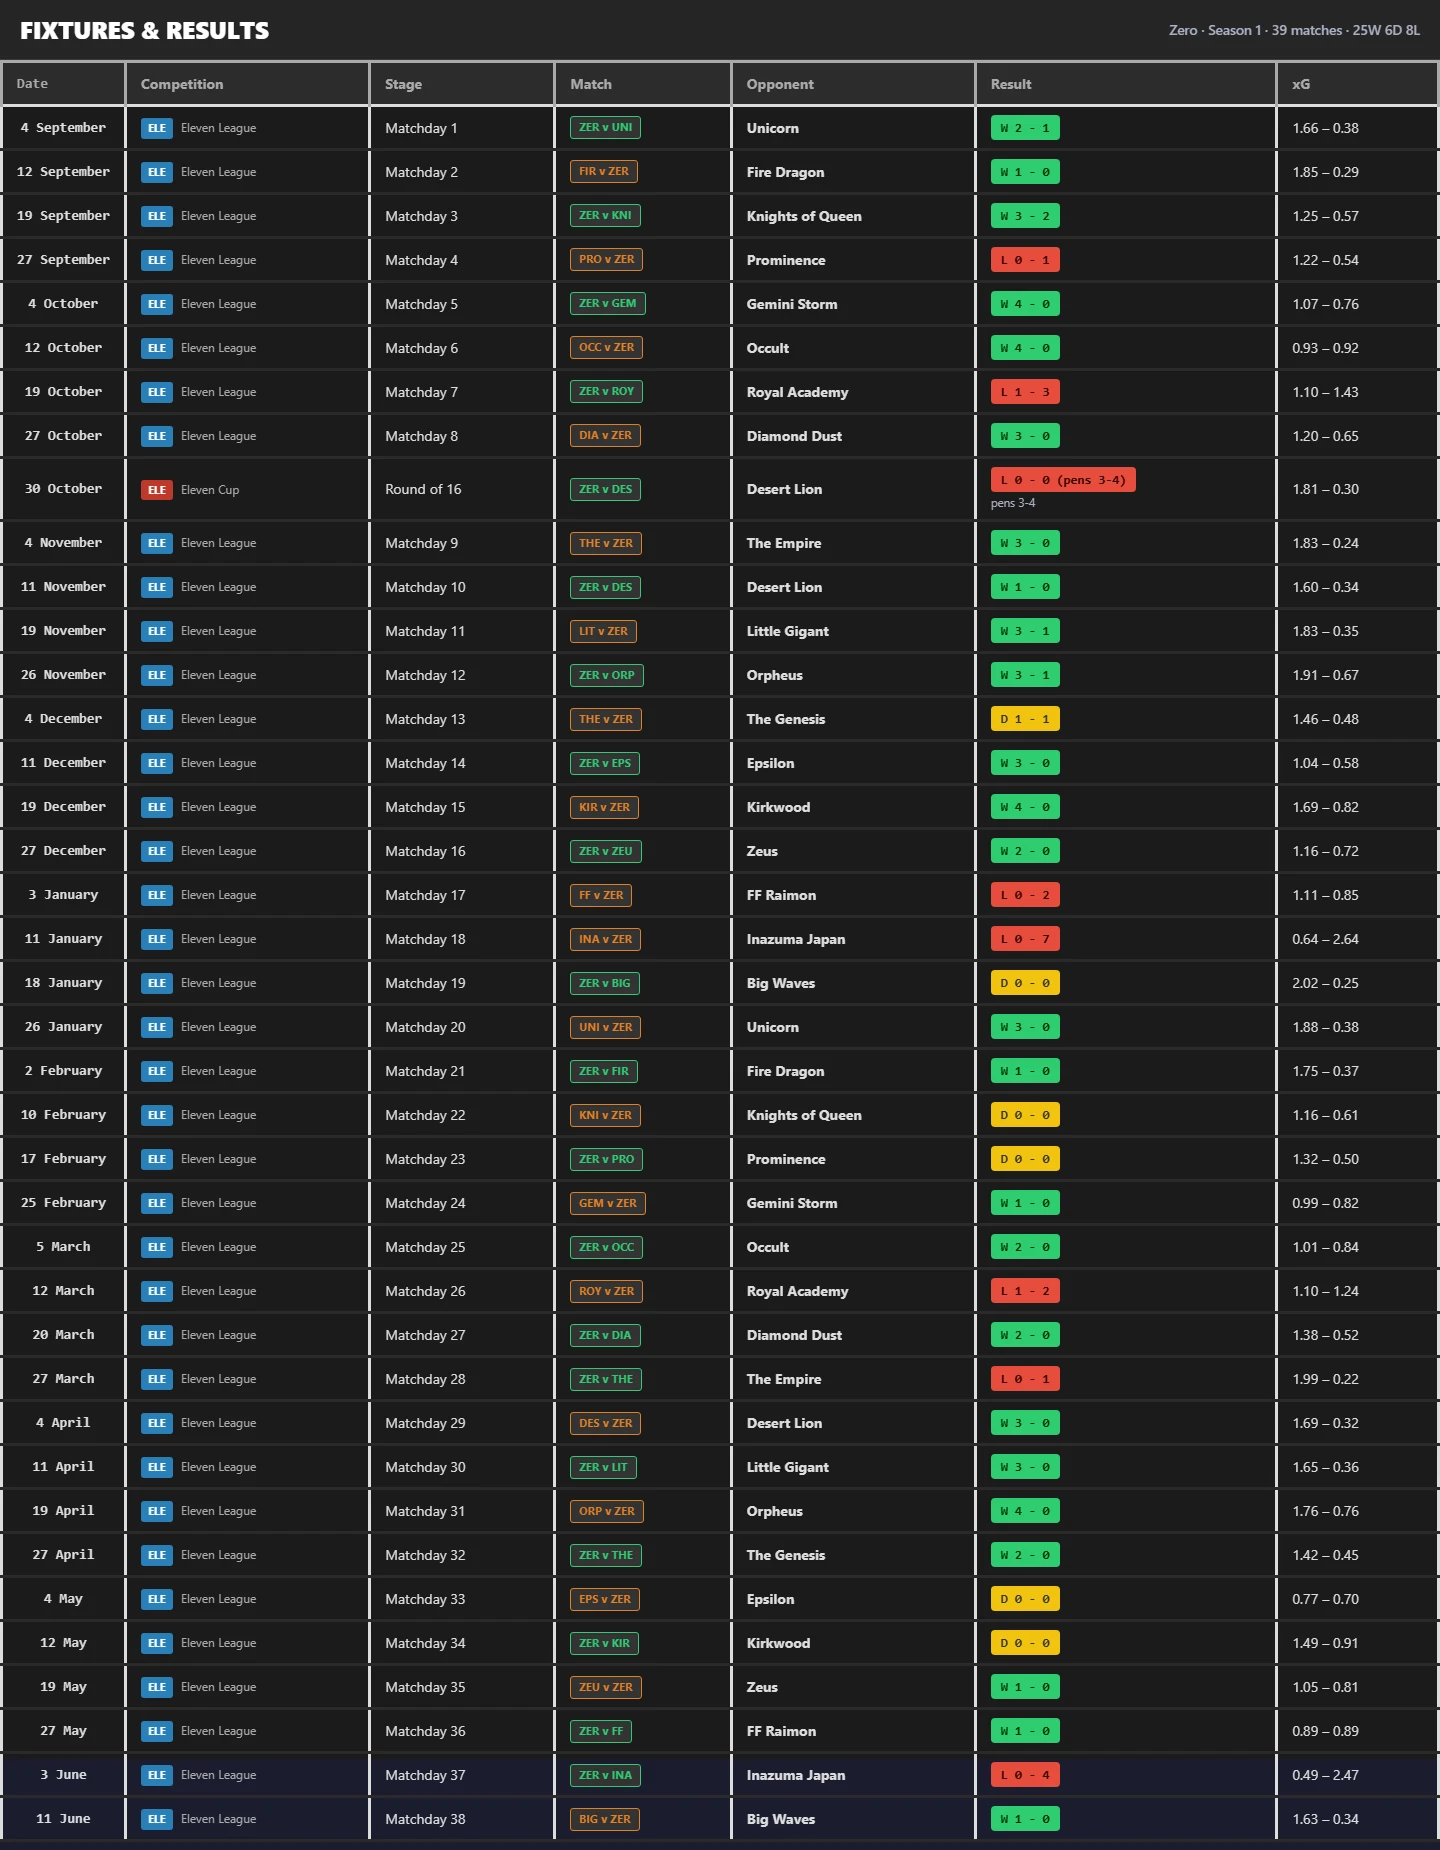 FIXTURES & RESULTS
Zero · Season 1 · 39 matches · 25W 6D 8L
Date Competition Stage Match Opponent Result xG
4 September ELE Eleven League Matchday 1 ZER v UNI Unicorn W 2 - 1 1.66 – 0.38
12 September ELE Eleven League Matchday 2 FIR v ZER Fire Dragon W 1 - 0 1.85 – 0.29
19 September ELE Eleven League Matchday 3 ZER v KNI Knights of Queen W 3 - 2 1.25 – 0.57
27 September ELE Eleven League Matchday 4 PRO v ZER Prominence L 0 - 1 1.22 – 0.54
4 October ELE Eleven League Matchday 5 ZER v GEM Gemini Storm W 4 - 0 1.07 – 0.76
12 October ELE Eleven League Matchday 6 OCC v ZER Occult W 4 - 0 0.93 – 0.92
19 October ELE Eleven League Matchday 7 ZER v ROY Royal Academy L 1 - 3 1.10 – 1.43
27 October ELE Eleven League Matchday 8 DIA v ZER Diamond Dust W 3 - 0 1.20 – 0.65
30 October ELE Eleven Cup Round of 16 ZER v DES Desert Lion L 0 - 0 (pens 3-4) 1.81 – 0.30
pens 3-4
4 November ELE Eleven League Matchday 9 THE v ZER The Empire W 3 - 0 1.83 – 0.24
11 November ELE Eleven League Matchday 10 ZER v DES Desert Lion W 1 - 0 1.60 – 0.34
19 November ELE Eleven League Matchday 11 LIT v ZER Little Gigant W 3 - 1 1.83 – 0.35
26 November ELE Eleven League Matchday 12 ZER v ORP Orpheus W 3 - 1 1.91 – 0.67
4 December ELE Eleven League Matchday 13 THE v ZER The Genesis D 1 - 1 1.46 – 0.48
11 December ELE Eleven League Matchday 14 ZER v EPS Epsilon W 3 - 0 1.04 – 0.58
19 December ELE Eleven League Matchday 15 KIR v ZER Kirkwood W 4 - 0 1.69 – 0.82
27 December ELE Eleven League Matchday 16 ZER v ZEU Zeus W 2 - 0 1.16 – 0.72
3 January ELE Eleven League Matchday 17 FF v ZER FF Raimon L 0 - 2 1.11 – 0.85
11 January ELE Eleven League Matchday 18 INA v ZER Inazuma Japan L 0 - 7 0.64 – 2.64
18 January ELE Eleven League Matchday 19 ZER v BIG Big Waves D 0 - 0 2.02 – 0.25
26 January ELE Eleven League Matchday 20 UNI v ZER Unicorn W 3 - 0 1.88 – 0.38
2 February ELE Eleven League Matchday 21 ZER v FIR Fire Dragon W 1 - 0 1.75 – 0.37
10 February ELE Eleven League Matchday 22 KNI v ZER Knights of Queen D 0 - 0 1.16 – 0.61
17 February ELE Eleven League Matchday 23 ZER v PRO Prominence D 0 - 0 1.32 – 0.50
25 February ELE Eleven League Matchday 24 GEM v ZER Gemini Storm W 1 - 0 0.99 – 0.82
5 March ELE Eleven League Matchday 25 ZER v OCC Occult W 2 - 0 1.01 – 0.84
12 March ELE Eleven League Matchday 26 ROY v ZER Royal Academy L 1 - 2 1.10 – 1.24
20 March ELE Eleven League Matchday 27 ZER v DIA Diamond Dust W 2 - 0 1.38 – 0.52
27 March ELE Eleven League Matchday 28 ZER v THE The Empire L 0 - 1 1.99 – 0.22
4 April ELE Eleven League Matchday 29 DES v ZER Desert Lion W 3 - 0 1.69 – 0.32
11 April ELE Eleven League Matchday 30 ZER v LIT Little Gigant W 3 - 0 1.65 – 0.36
19 April ELE Eleven League Matchday 31 ORP v ZER Orpheus W 4 - 0 1.76 – 0.76
27 April ELE Eleven League Matchday 32 ZER v THE The Genesis W 2 - 0 1.42 – 0.45
4 May ELE Eleven League Matchday 33 EPS v ZER Epsilon D 0 - 0 0.77 – 0.70
12 May ELE Eleven League Matchday 34 ZER v KIR Kirkwood D 0 - 0 1.49 – 0.91
19 May ELE Eleven League Matchday 35 ZEU v ZER Zeus W 1 - 0 1.05 – 0.81
27 May ELE Eleven League Matchday 36 ZER v FF FF Raimon W 1 - 0 0.89 – 0.89
3 June ELE Eleven League Matchday 37 ZER v INA Inazuma Japan L 0 - 4 0.49 – 2.47
11 June ELE Eleven League Matchday 38 BIG v ZER Big Waves W 1 - 0 1.63 – 0.34